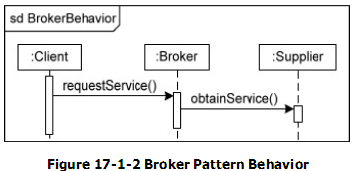 sd BrokerBehavior
:Client
:Broker
:Supplier
requestService()
obtainService()
Figure 17-1-2 Broker Pattern Behavior